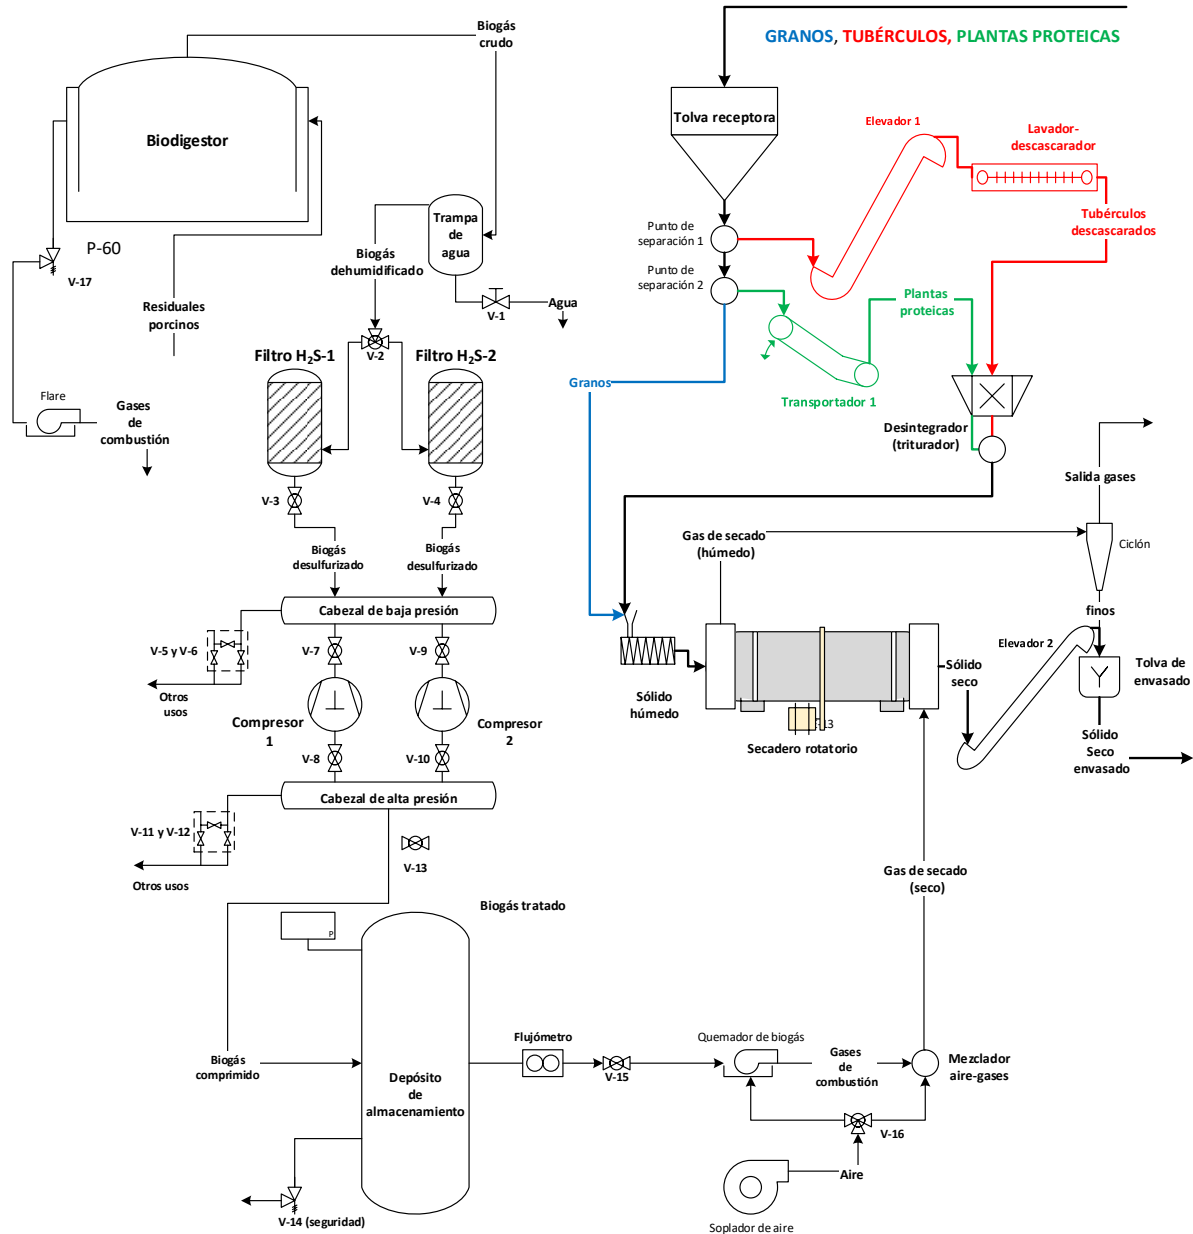 Biogás
crudo
GRANOS, TUBÉRCULOS, PLANTAS PROTEICAS
Biodigestor
Tolva receptora
Elevador 1
Lavador-
descascarador
Trampa
de
agua
Punto de
separación 1
Tubérculos
descascarados
P-60
V-17
Biogás
dehumidificado
Punto de
separación 2
Residuales
porcinos
V-1
Agua
Plantas
proteicas
V-2
Filtro H₂S-1
Filtro H₂S-2
Granos
Transportador 1
Flare
Gases
de
combustión
Desintegrador
(triturador)
V-3
V-4
Salida gases
Biogás
desulfurizado
Biogás
desulfurizado
Gas de secado
(húmedo)
Ciclón
Cabezal de baja presión
finos
V-5 y V-6
V-7
V-9
Elevador 2
Otros
usos
Sólido
húmedo
Sólido
seco
Tolva de
envasado
Compresor
1
Compresor
2
Secadero rotatorio
Sólido
Seco
envasado
V-8
V-10
Cabezal de alta presión
V-11 y V-12
V-13
Otros usos
Gas de secado
(seco)
Biogás tratado
P
Flujómetro
Quemador de biogás
Biogás
comprimido
V-15
Gases
de
combustión
Mezclador
aire-gases
Depósito
de
almacenamiento
V-16
Aire
V-14 (seguridad)
Soplador de aire